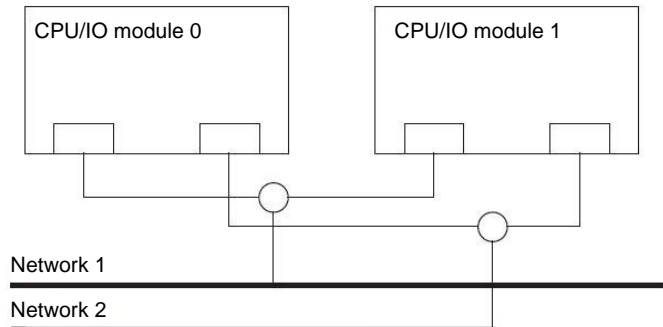 CPU/IO module 0
CPU/IO module 1
Network 1
Network 2